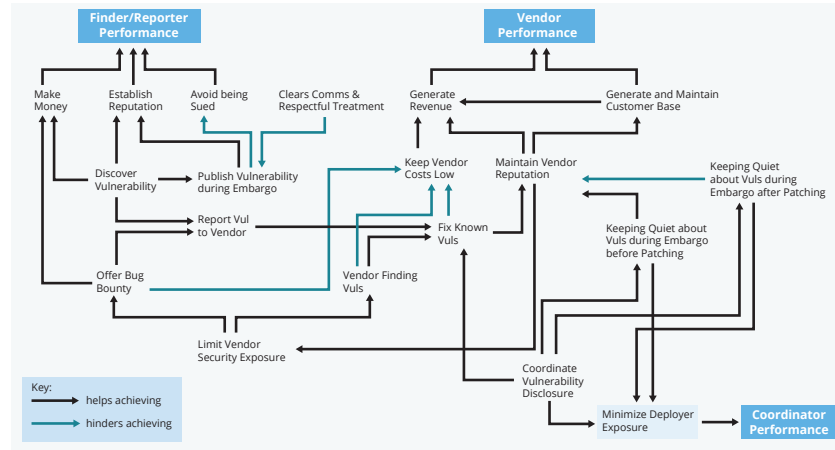 Finder/Reporter
Performance
Vendor
Performance
Make
Money
Establish
Reputation
Avoid being
Sued
Clears Comms &
Respectful Treatment
Generate
Revenue
Generate and Maintain
Customer Base
Discover
Vulnerability
Publish Vulnerability
during Embargo
Keep Vendor
Costs Low
Maintain Vendor
Reputation
Keeping Quiet
about Vuls during
Embargo after Patching
Report Vul
to Vendor
Fix Known
Vuls
Keeping Quiet about
Vuls during Embargo
before Patching
Offer Bug
Bounty
Vendor Finding
Vuls
Limit Vendor
Security Exposure
Coordinate
Vulnerability
Disclosure
Key:
helps achieving
hinders achieving
Minimize Deployer
Exposure
Coordinator
Performance